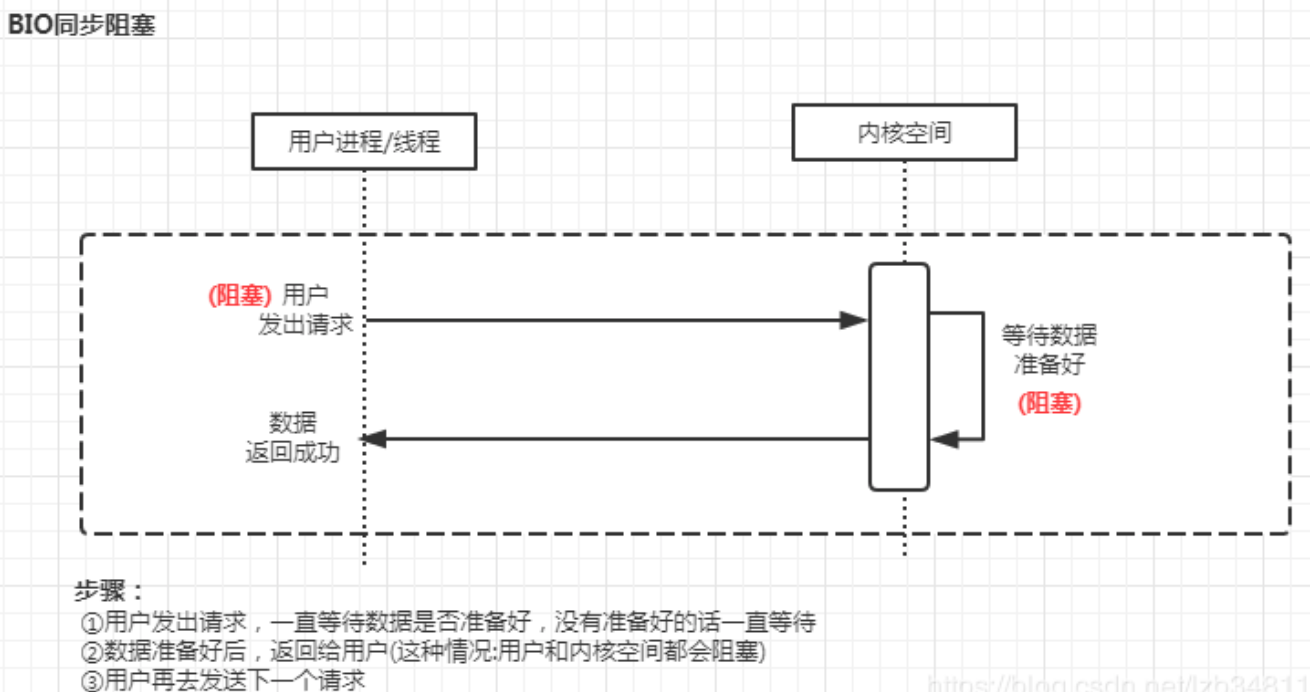 BIO同步阻塞
用户进程/线程
内核空间
(阻塞) 用户
发出请求
等待数据
准备好
(阻塞)
数据
返回成功
步骤：
①用户发出请求，一直等待数据是否准备好，没有准备好的话一直等待
②数据准备好后，返回给用户(这种情况:用户和内核空间都会阻塞)
③用户再去发送下一个请求
https://blog.csdn.net/lzb34811